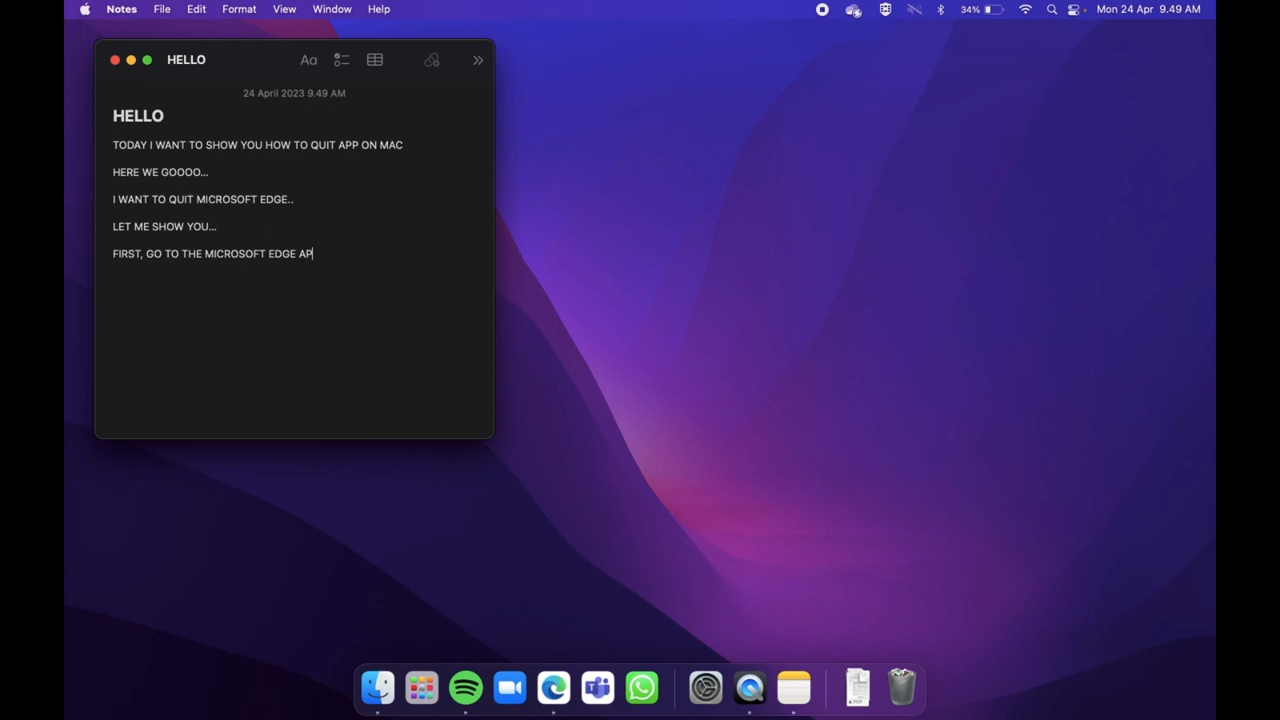 Notes File Edit Format View Window Help 34% Mon 24 Apr 9.49 AM
HELLO Aa
24 April 2023 9.49 AM
HELLO
TODAY I WANT TO SHOW YOU HOW TO QUIT APP ON MAC
HERE WE GOOOO...
I WANT TO QUIT MICROSOFT EDGE..
LET ME SHOW YOU...
FIRST, GO TO THE MICROSOFT EDGE AP
PDF